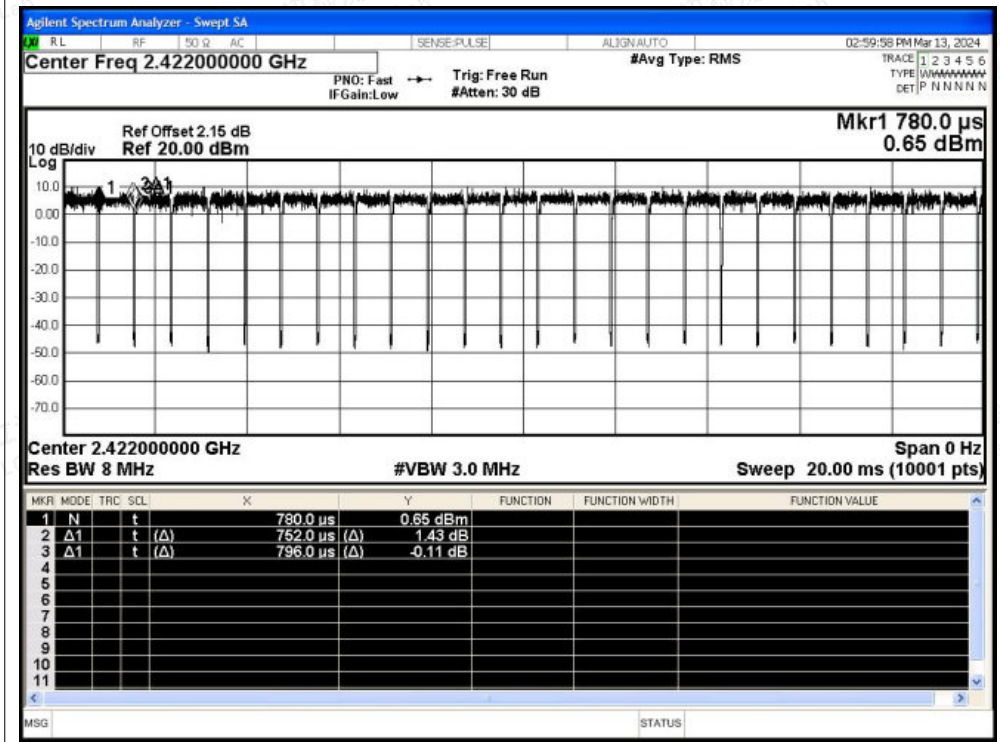 Agilent Spectrum Analyzer - Swept SA
LXI RL RF 50 Ω AC SENSE:PULSE ALIGNAUTO 02:59:58 PM Mar 13, 2024
Center Freq 2.422000000 GHz
PNO: Fast
IFGain:Low
Trig: Free Run
#Atten: 30 dB
#Avg Type: RMS
TRACE 1 2 3 4 5 6
TYPE WWWWWW
DET P N N N N N
Mkr1 780.0 µs
0.65 dBm
Ref Offset 2.15 dB
10 dB/div Ref 20.00 dBm
Log
10.0
0.00
-10.0
-20.0
-30.0
-40.0
-50.0
-60.0
-70.0
1
Center 2.422000000 GHz Span 0 Hz
Res BW 8 MHz #VBW 3.0 MHz Sweep 20.00 ms (10001 pts)
MKR MODE TRC SCL X Y FUNCTION FUNCTION WIDTH FUNCTION VALUE
1 N t 780.0 µs 0.65 dBm
2 Δ1 t (Δ) 752.0 µs (Δ) 1.43 dB
3 Δ1 t (Δ) 796.0 µs (Δ) -0.11 dB
4
5
6
7
8
9
10
11
MSG STATUS